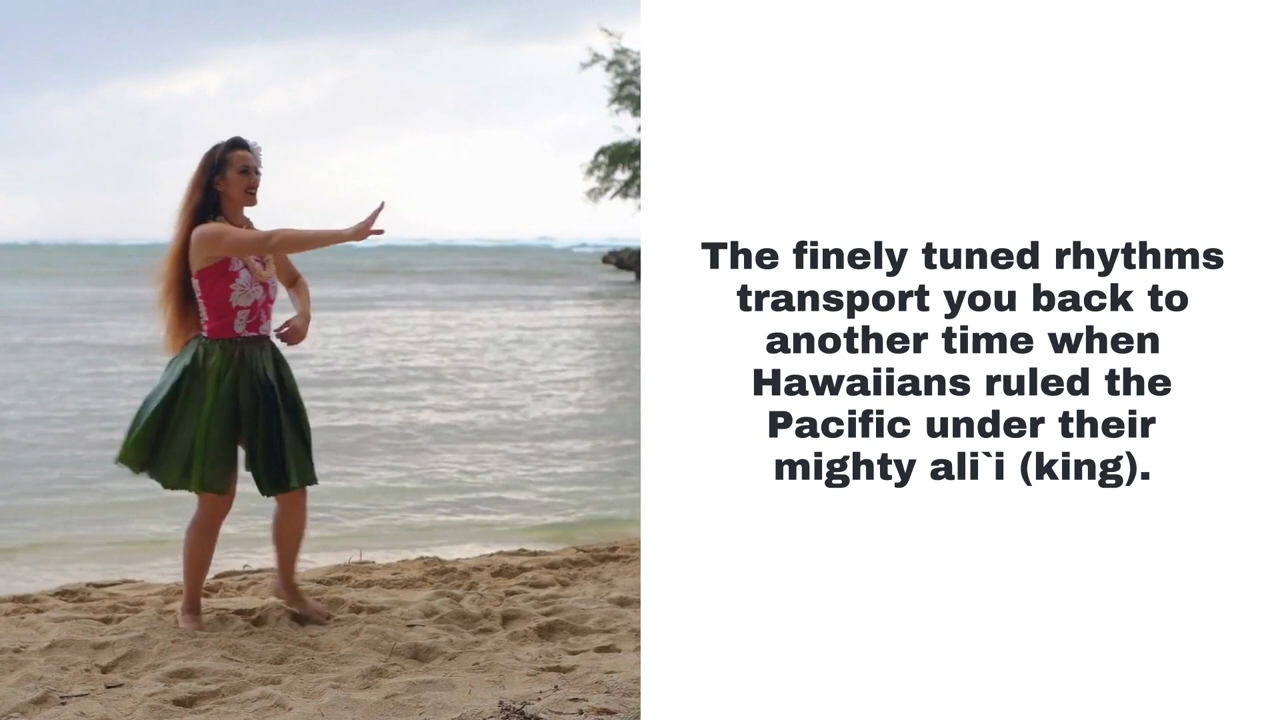 The finely tuned rhythms
transport you back to
another time when
Hawaiians ruled the
Pacific under their
mighty ali`i (king).